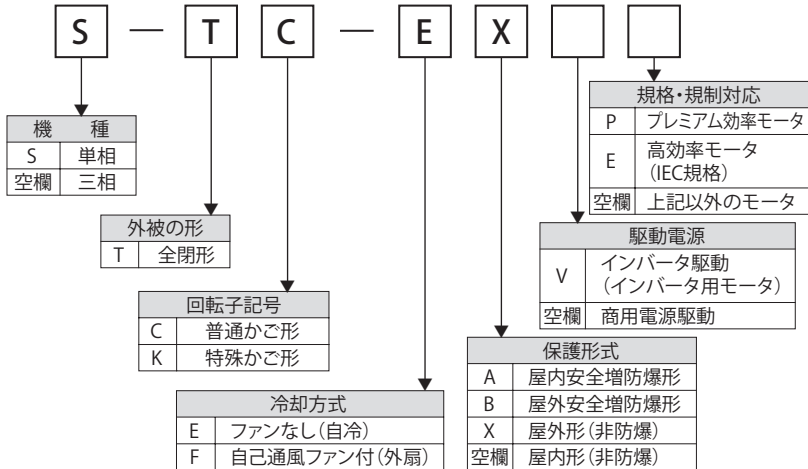 S — T C — E X
機 種
S 単相
空欄 三相
外被の形
T 全閉形
回転子記号
C 普通かご形
K 特殊かご形
冷却方式
E ファンなし（自冷）
F 自己通風ファン付（外扇）
保護形式
A 屋内安全増防爆形
B 屋外安全増防爆形
X 屋外形（非防爆）
空欄 屋内形（非防爆）
駆動電源
V インバータ駆動
（インバータ用モータ）
空欄 商用電源駆動
規格・規制対応
P プレミアム効率モータ
E 高効率モータ
（IEC規格）
空欄 上記以外のモータ